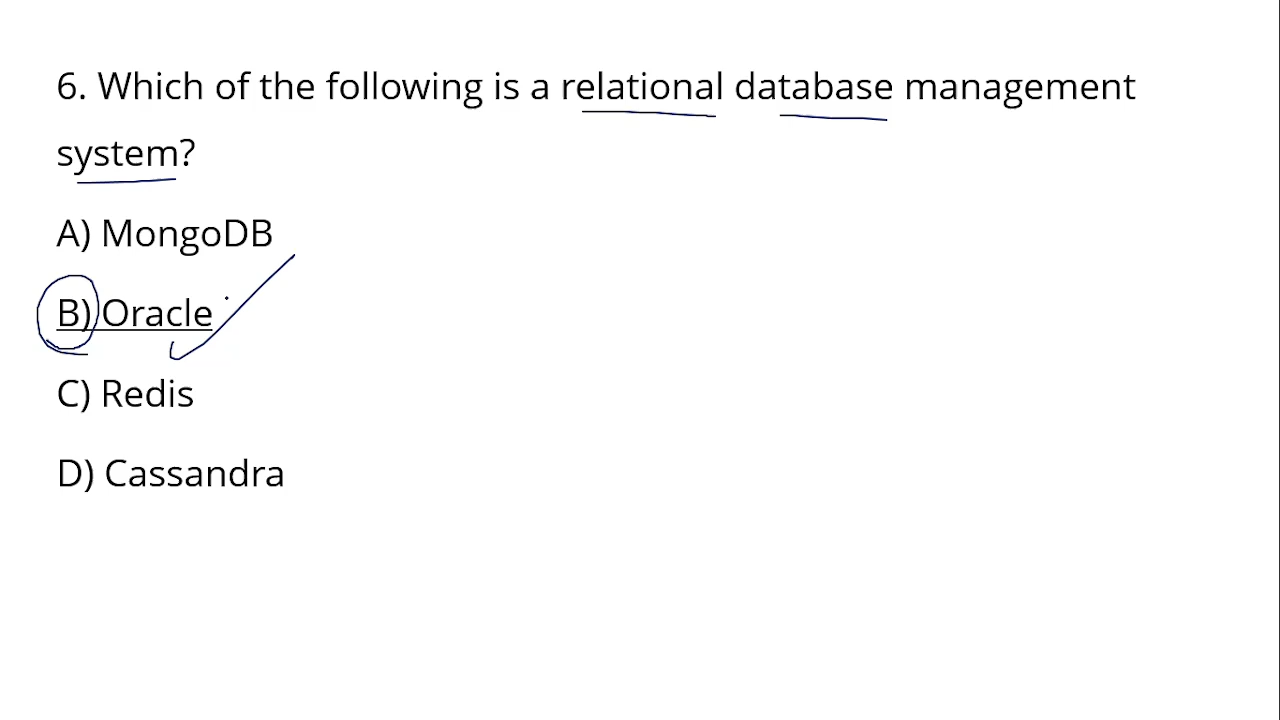 6. Which of the following is a relational database management
system?
A) MongoDB
B) Oracle
C) Redis
D) Cassandra